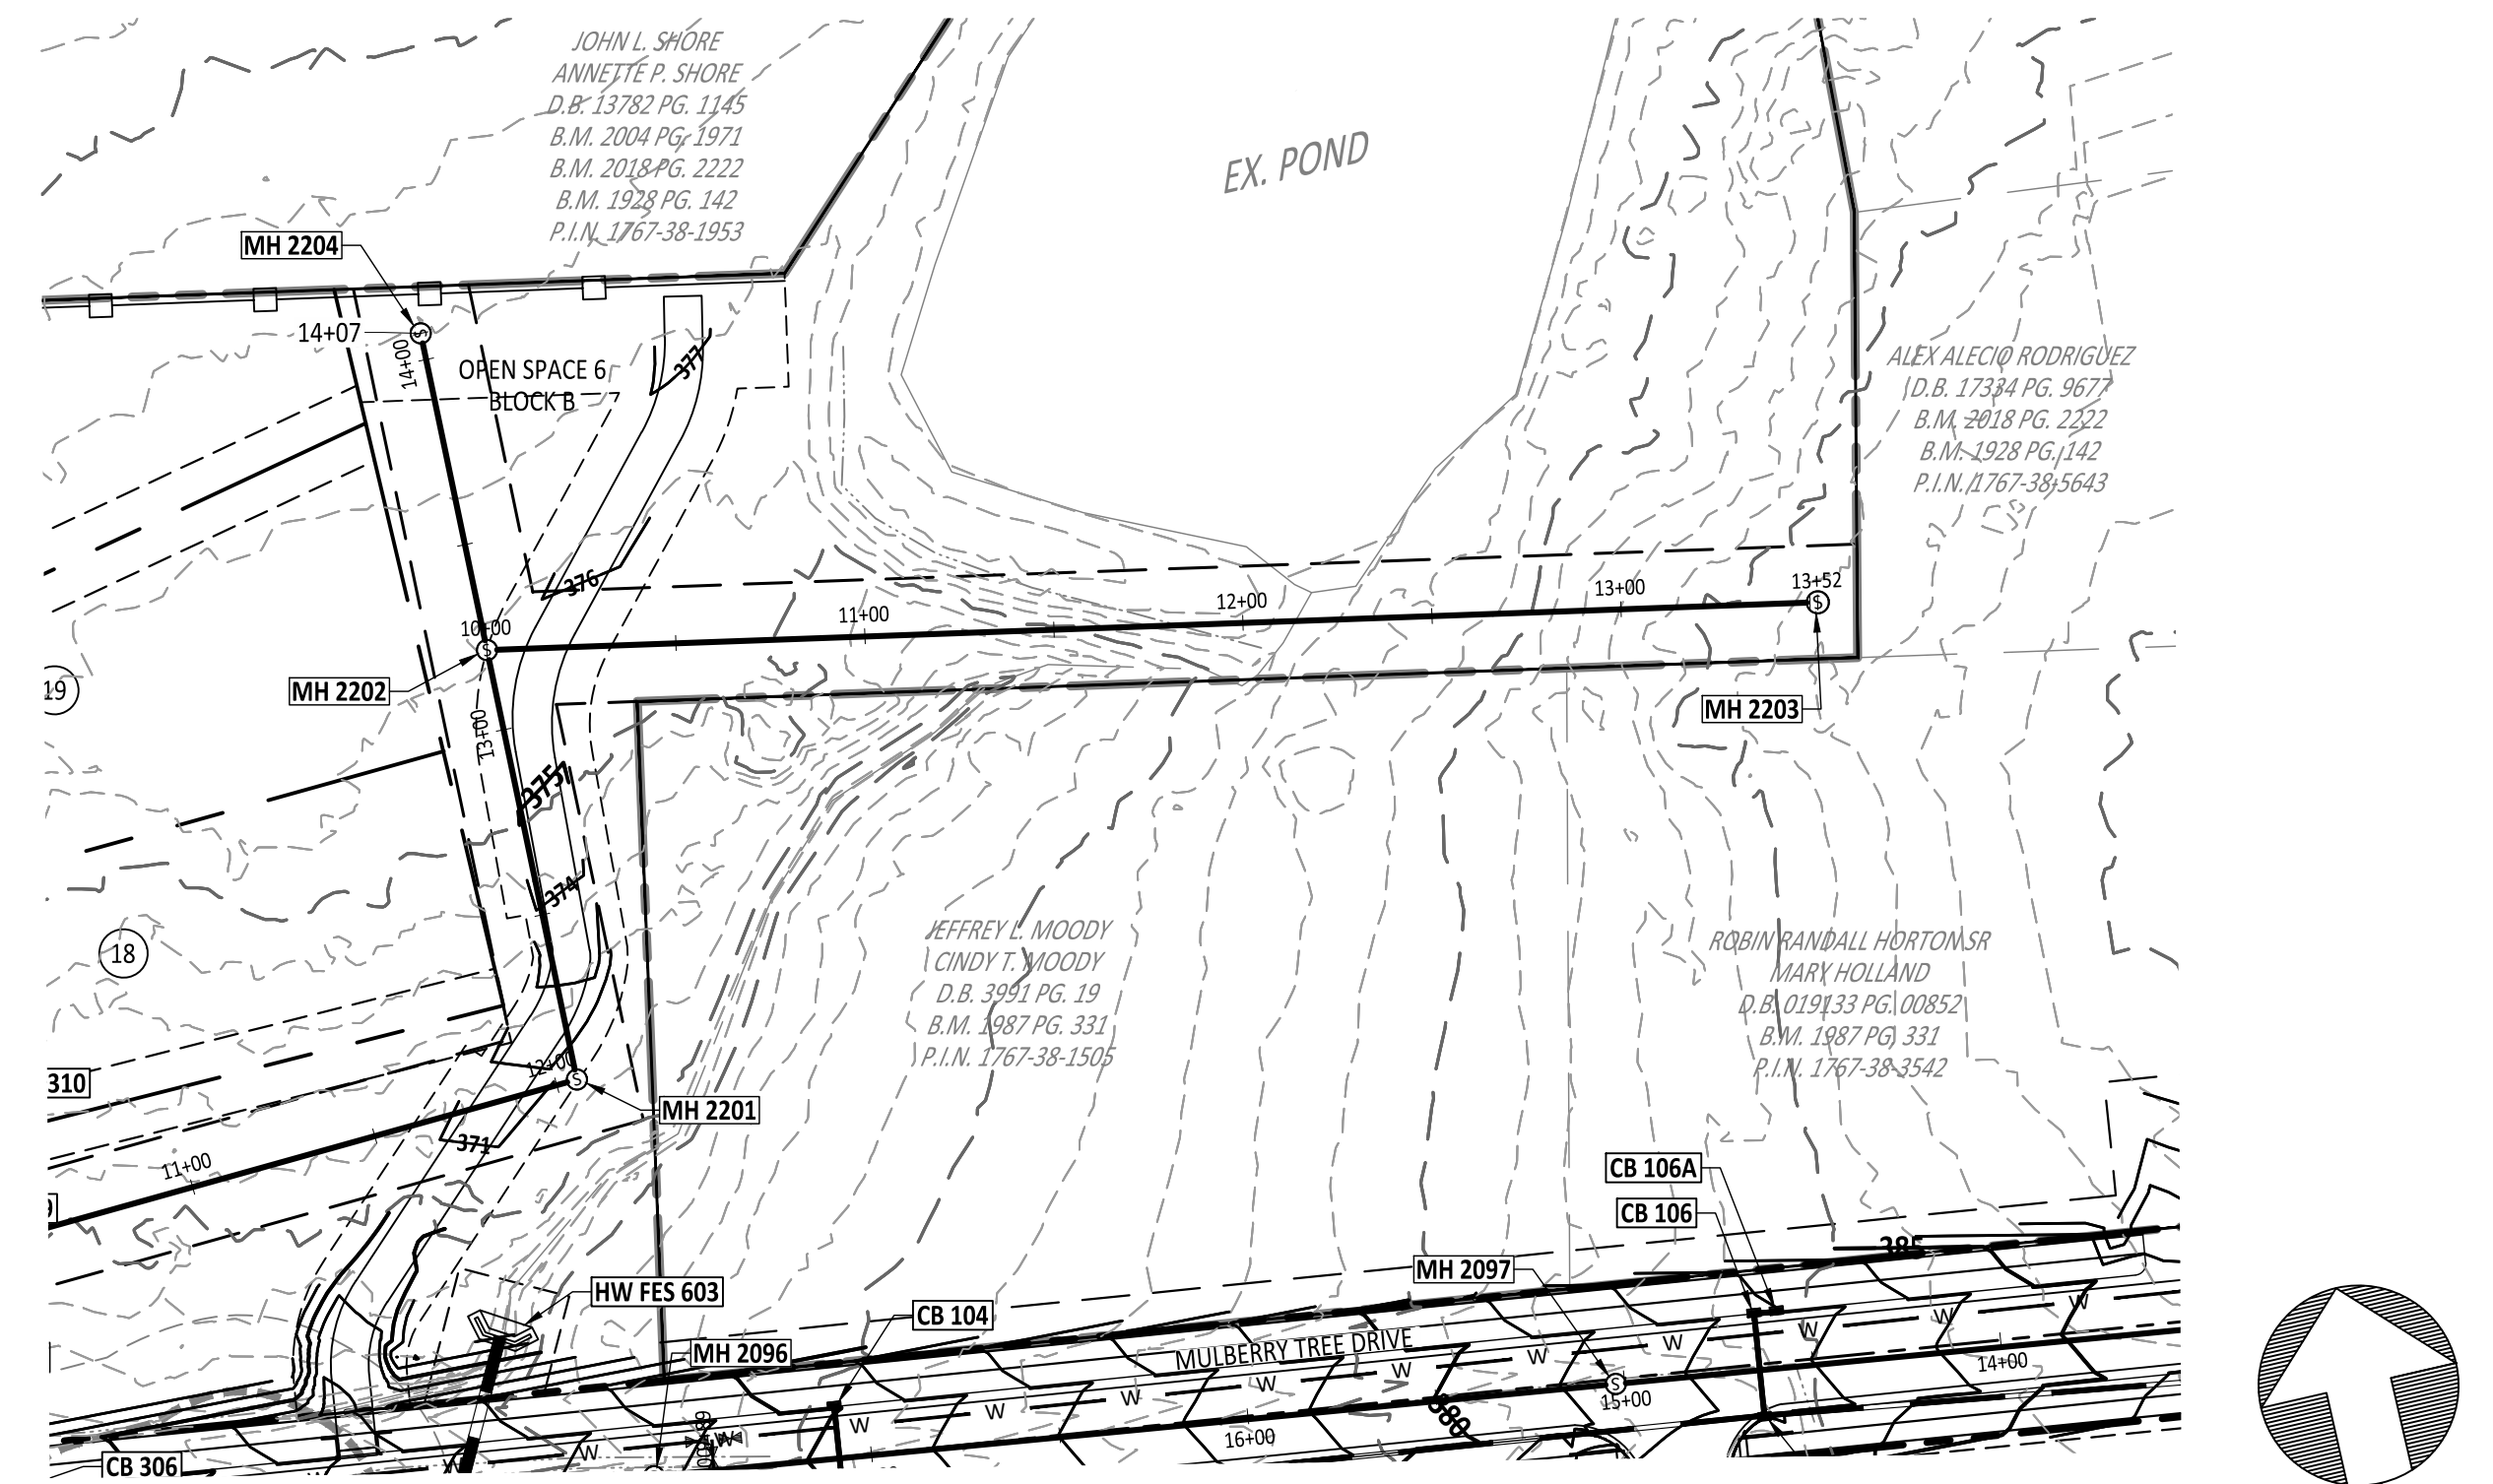 JOHN L. SHORE
ANNETTE P. SHORE
D.B. 13782 PG. 1145
B.M. 2004 PG. 1971
B.M. 2018 PG. 2222
B.M. 1928 PG. 142
P.I.N. 1767-38-1953
EX. POND
MH 2204
14+07
14+00
OPEN SPACE 6
BLOCK B
377
ALEX ALECIO RODRIGUEZ
D.B. 17334 PG. 9677
B.M. 2018 PG. 2222
B.M. 1928 PG. 142
P.I.N. 1767-38-5643
376
10+00
S
11+00
12+00
13+00
13+52
S
S
MH 2202
MH 2203
19
13+00
375
374
18
JEFFREY L. MOODY
CINDY T. MOODY
D.B. 3991 PG. 19
B.M. 1987 PG. 331
P.I.N. 1767-38-1505
ROBIN RANDALL HORTON SR
MARY HOLLAND
D.B. 019133 PG. 00852
B.M. 1987 PG. 331
P.I.N. 1767-38-3542
310
12+00
S
MH 2201
371
11+00
CB 106A
CB 106
385
MH 2097
HW FES 603
CB 104
MH 2096
MULBERRY TREE DRIVE
W W W W W W W W W W W W
S
14+00
15+00
380
16+00
CB 306